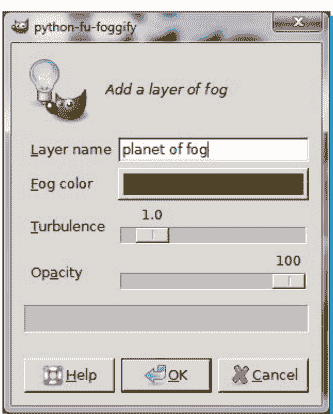 python-fu-foggify
Add a layer of fog
Layer name planet of fog
Fog color
1.0
Turbulence
100
Opacity
Help OK Cancel